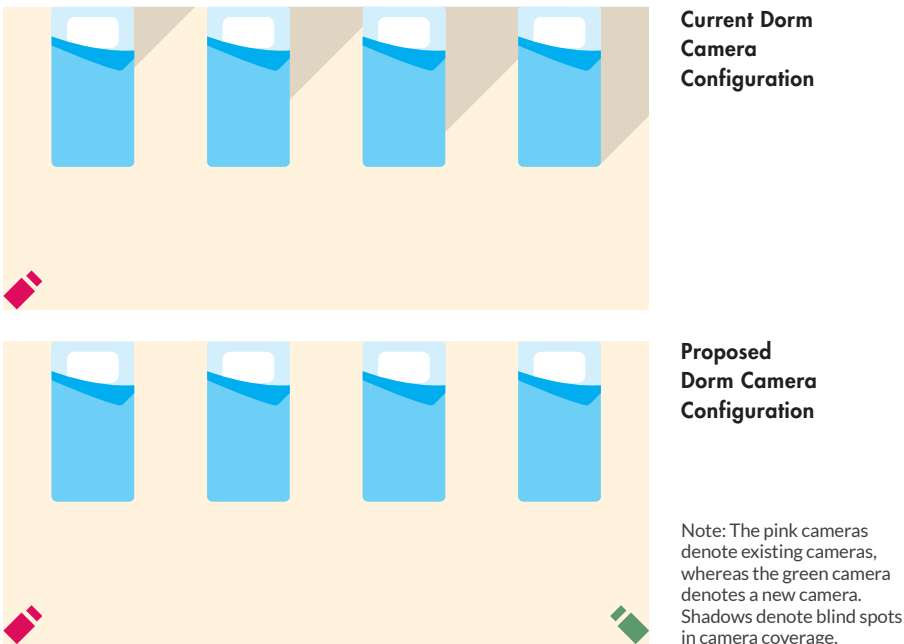 Current Dorm
Camera
Configuration
Proposed
Dorm Camera
Configuration
Note: The pink cameras
denote existing cameras,
whereas the green camera
denotes a new camera.
Shadows denote blind spots
in camera coverage.